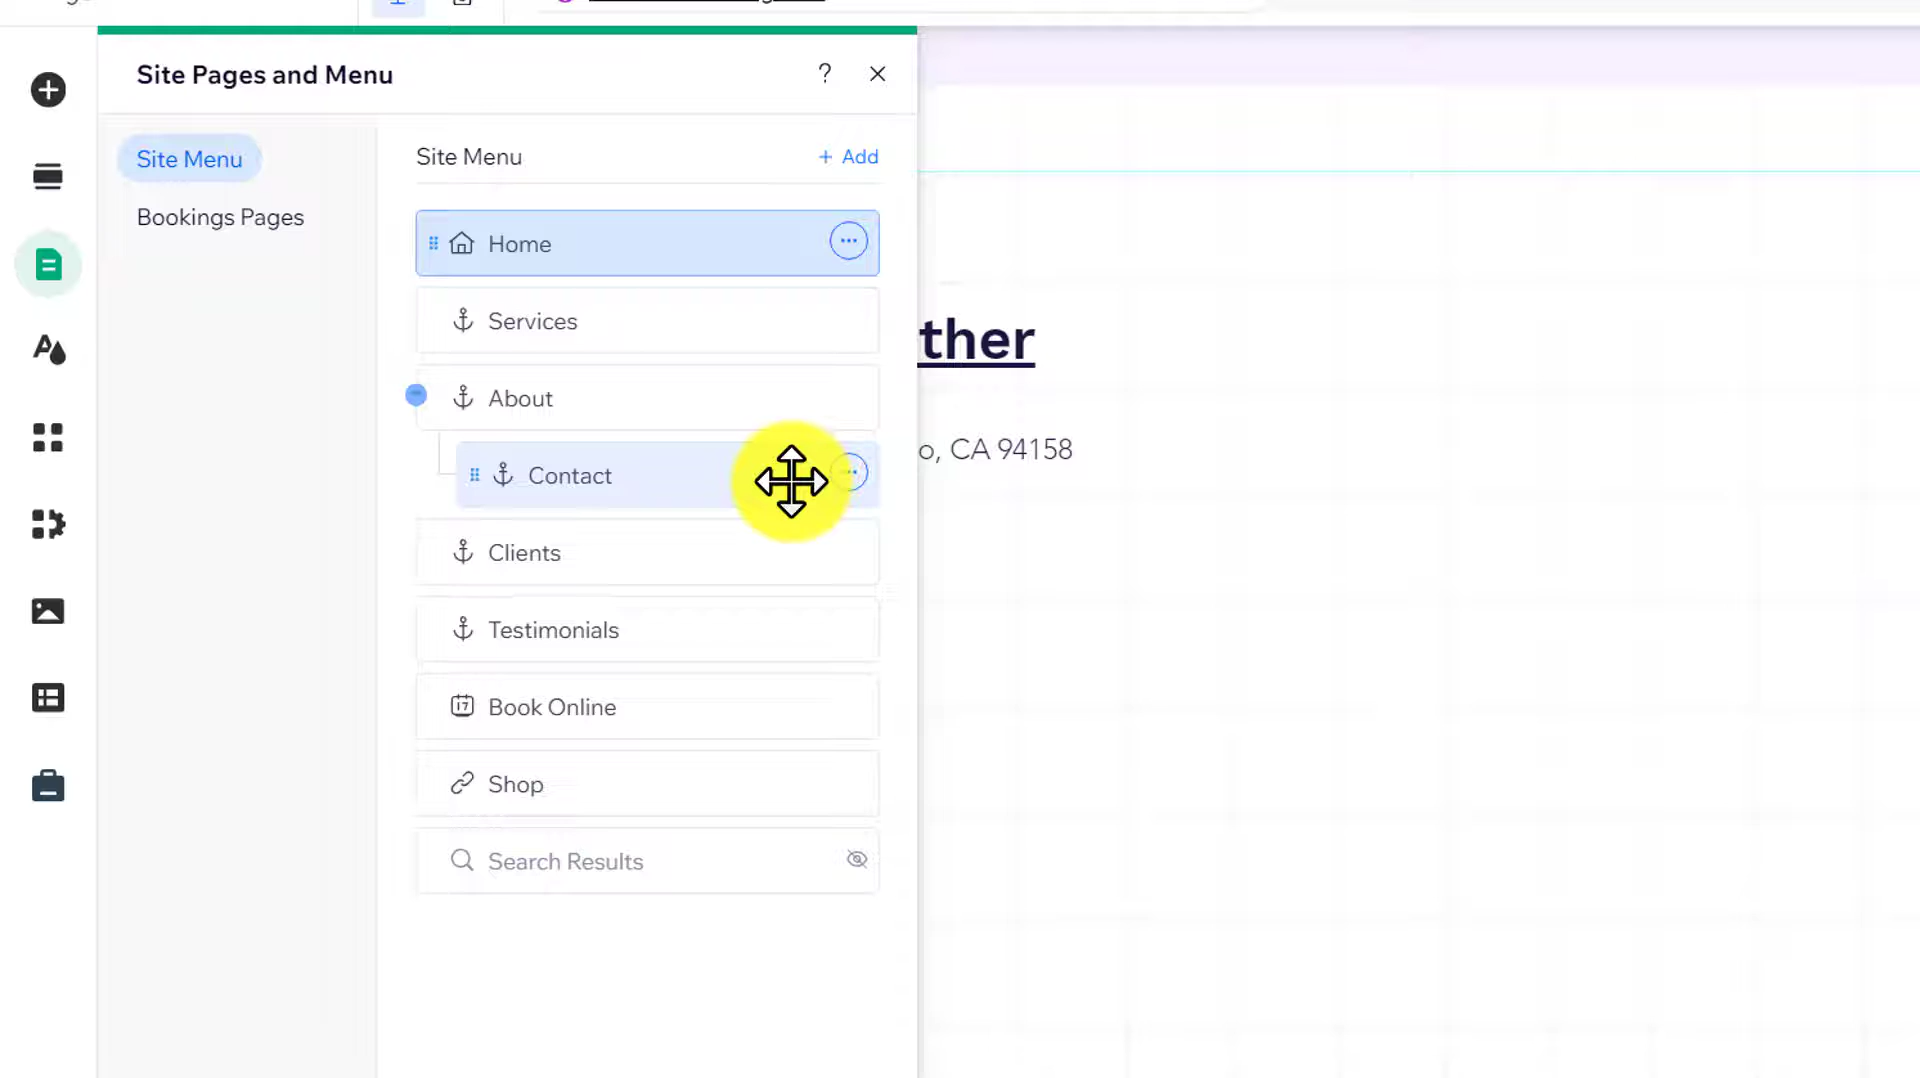 Site Pages and Menu
?
Site Menu
Bookings Pages
Site Menu
+ Add
Home
Services
About
Contact
Clients
Testimonials
17 Book Online
Shop
Search Results
ther
o, CA 94158